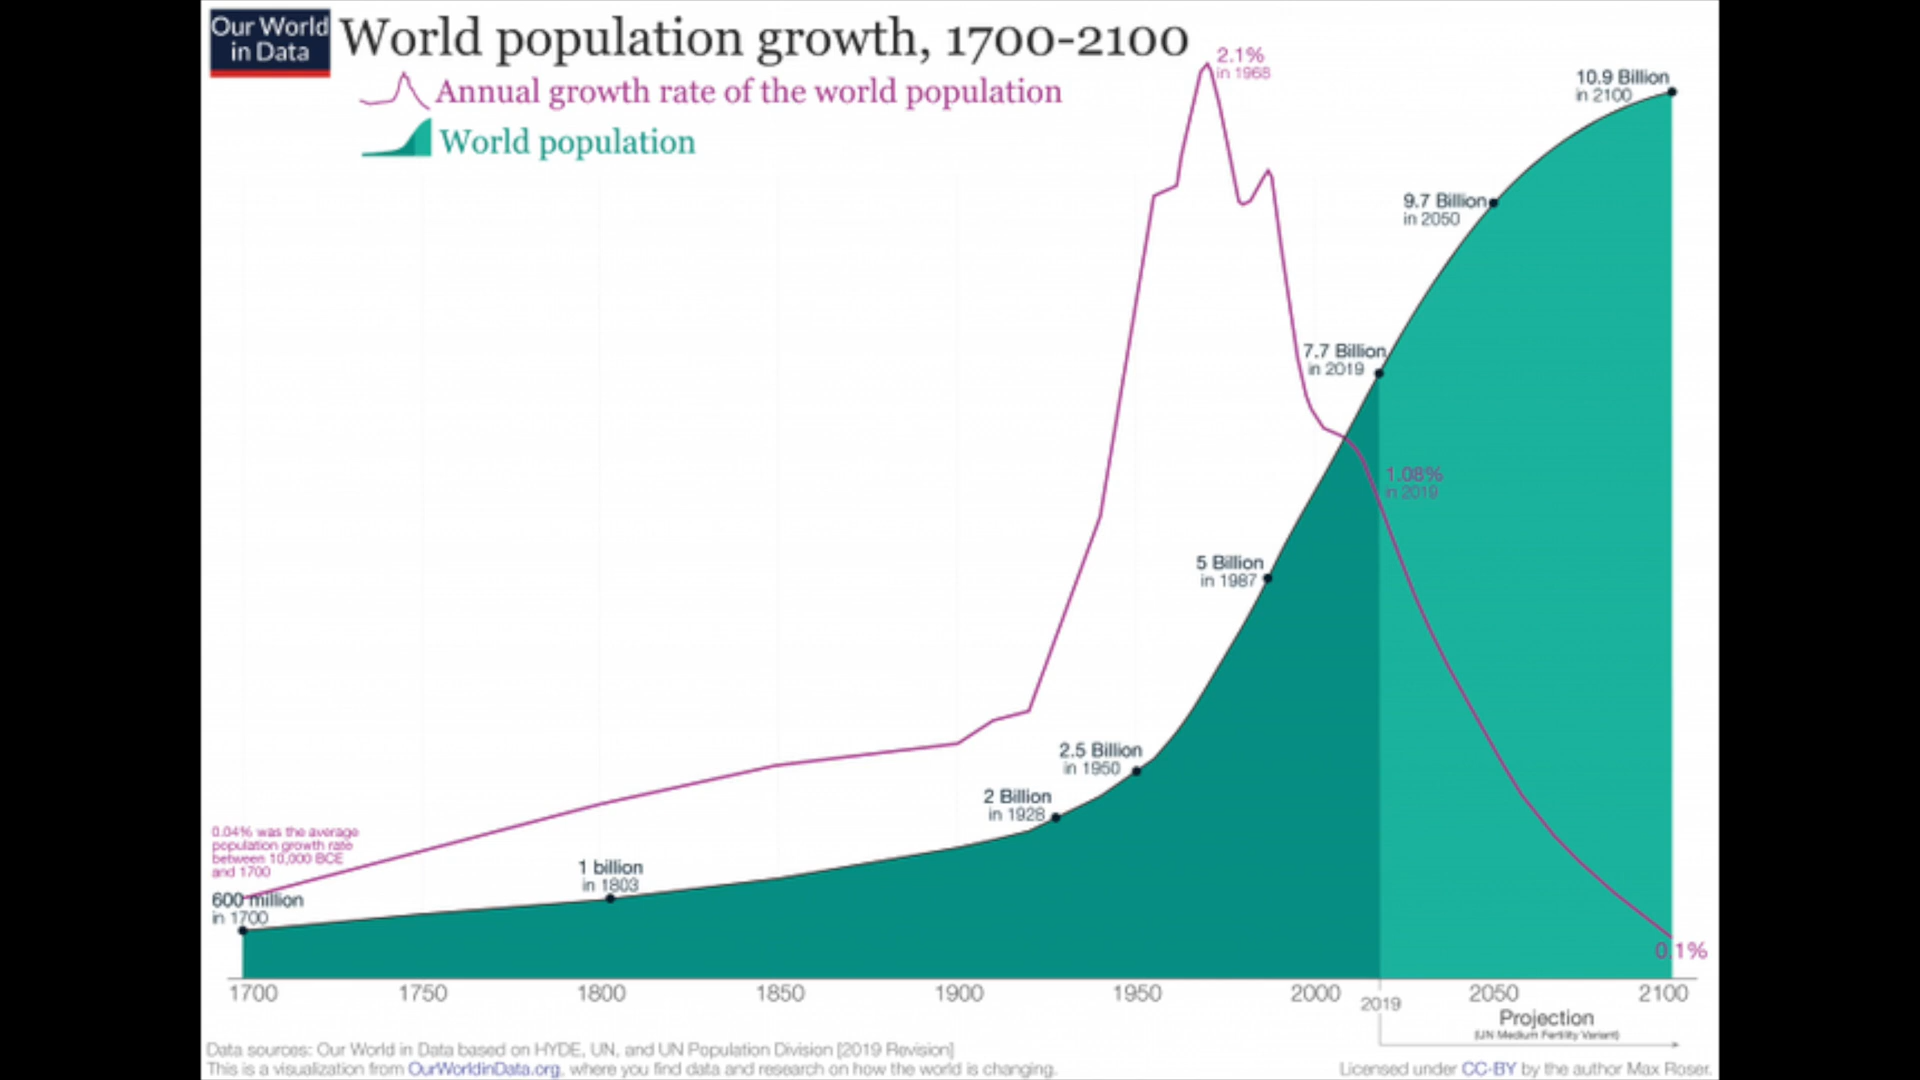 Our World
in Data
World population growth, 1700-2100
Annual growth rate of the world population
World population
2.1%
in 1968
10.9 Billion
in 2100
9.7 Billion
in 2050
7.7 Billion
in 2019
1.08%
in 2019
5 Billion
in 1987
2.5 Billion
in 1950
2 Billion
in 1928
0.04% was the average
population growth rate
between 10,000 BCE
and 1700
1 billion
in 1803
600 million
in 1700
0.1%
1700 1750 1800 1850 1900 1950 2000 2019 2050 2100
Projection
(UN Medium Fertility Variant)
Data sources: Our World in Data based on HYDE, UN, and UN Population Division [2019 Revision]
This is a visualization from OurWorldinData.org, where you find data and research on how the world is changing.
Licensed under CC-BY by the author Max Roser.